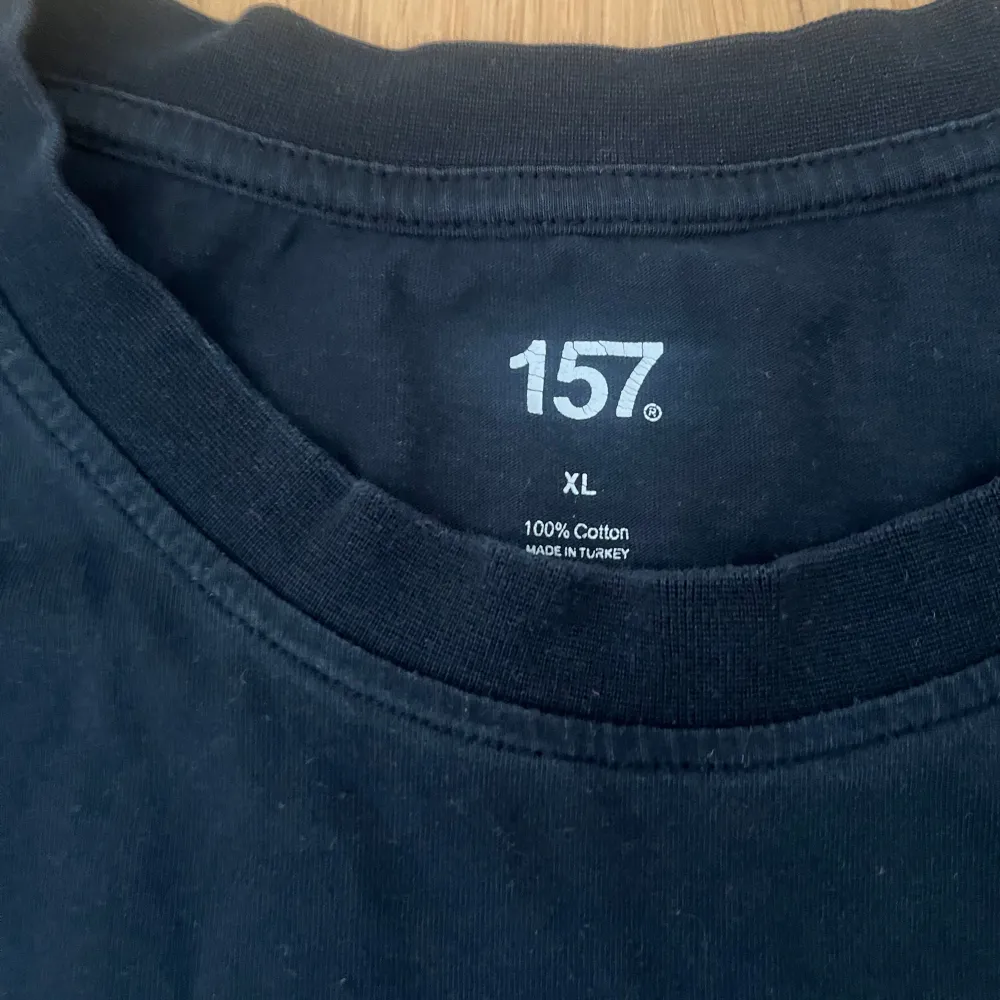 157®
XL
100% Cotton
MADE IN TURKEY